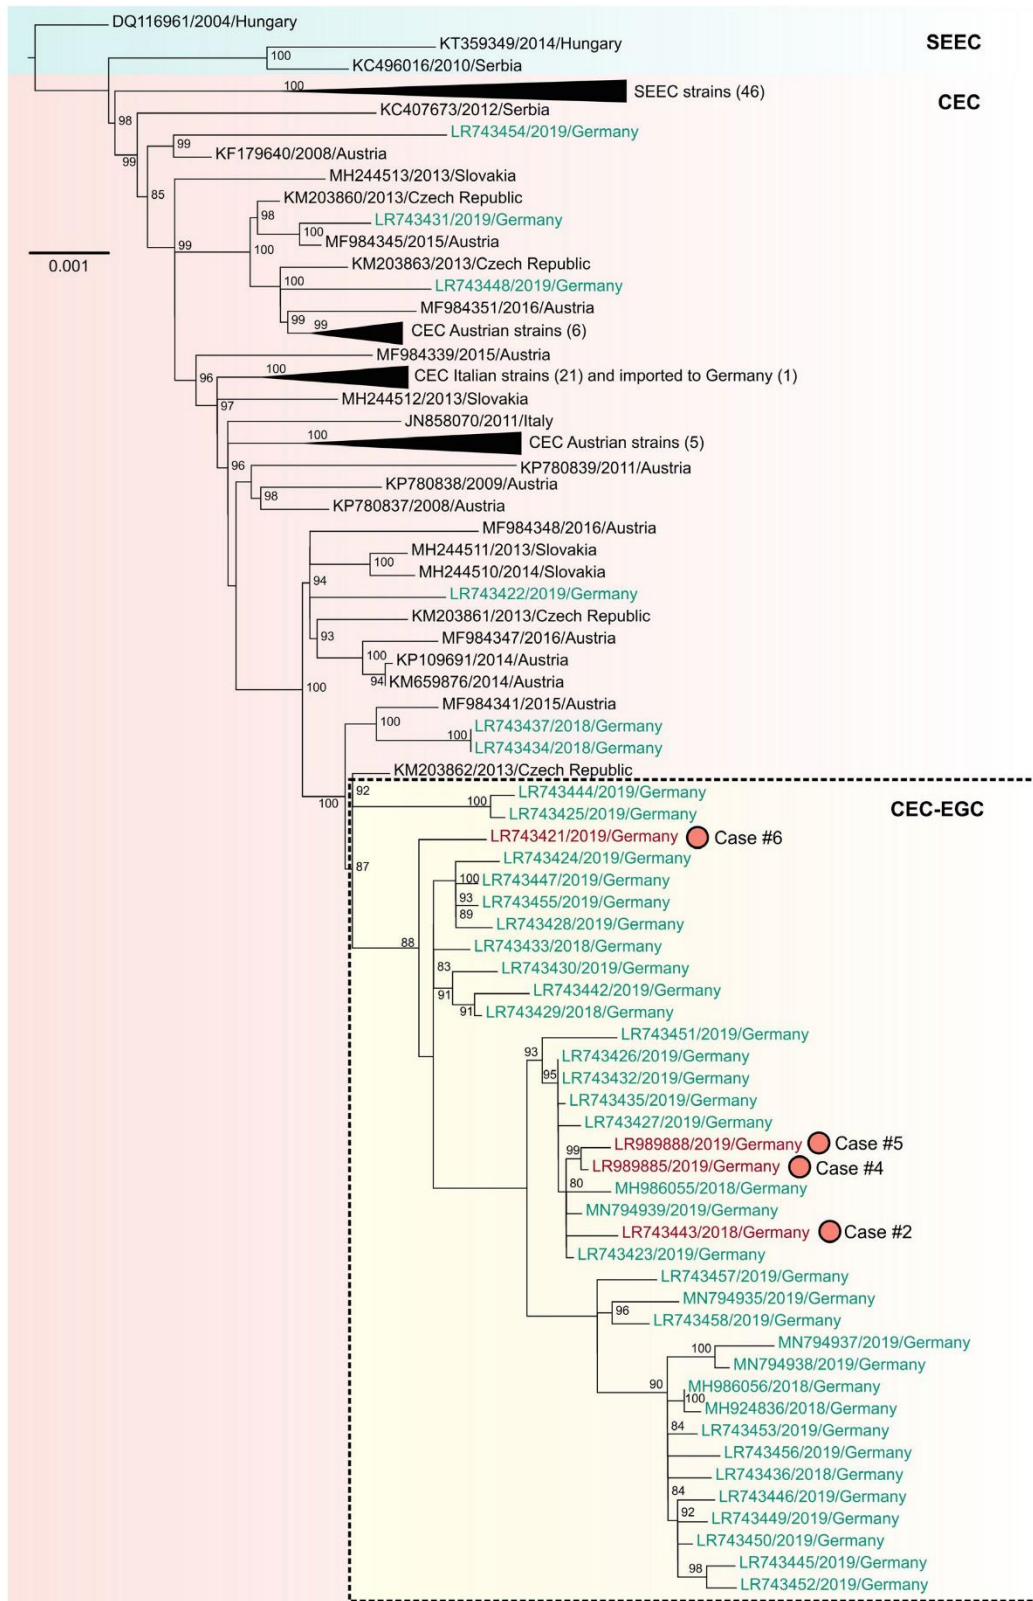 DQ116961/2004/Hungary
KT359349/2014/Hungary
SEEC
100
KC496016/2010/Serbia
100
SEEC strains (46)
CEC
98
KC407673/2012/Serbia
LR743454/2019/Germany
99
99
KF179640/2008/Austria
MH244513/2013/Slovakia
85
KM203860/2013/Czech Republic
98
LR743431/2019/Germany
100
99
MF984345/2015/Austria
100
0.001
KM203863/2013/Czech Republic
100
LR743448/2019/Germany
MF984351/2016/Austria
99
99
CEC Austrian strains (6)
MF984339/2015/Austria
100
96
CEC Italian strains (21) and imported to Germany (1)
97
MH244512/2013/Slovakia
JN858070/2011/Italy
100
CEC Austrian strains (5)
96
KP780839/2011/Austria
KP780838/2009/Austria
98
KP780837/2008/Austria
MF984348/2016/Austria
MH244511/2013/Slovakia
100
MH244510/2014/Slovakia
94
LR743422/2019/Germany
KM203861/2013/Czech Republic
93
MF984347/2016/Austria
100
KP109691/2014/Austria
94
KM659876/2014/Austria
100
MF984341/2015/Austria
100
LR743437/2018/Germany
100
LR743434/2018/Germany
KM203862/2013/Czech Republic
92
LR743444/2019/Germany
100
100
CEC-EGC
LR743425/2019/Germany
LR743421/2019/Germany
Case #6
87
LR743424/2019/Germany
100
LR743447/2019/Germany
93
LR743455/2019/Germany
89
LR743428/2019/Germany
88
LR743433/2018/Germany
83
LR743430/2019/Germany
91
LR743442/2019/Germany
91
LR743429/2018/Germany
LR743451/2019/Germany
93
LR743426/2019/Germany
95
LR743432/2019/Germany
LR743435/2019/Germany
LR743427/2019/Germany
LR989888/2019/Germany
Case #5
99
LR989885/2019/Germany
Case #4
80
MH986055/2018/Germany
MN794939/2019/Germany
LR743443/2018/Germany
Case #2
LR743423/2019/Germany
LR743457/2019/Germany
MN794935/2019/Germany
96
LR743458/2019/Germany
MN794937/2019/Germany
100
MN794938/2019/Germany
90
MH986056/2018/Germany
100
MH924836/2018/Germany
84
LR743453/2019/Germany
LR743456/2019/Germany
LR743436/2018/Germany
84
LR743446/2019/Germany
92
LR743449/2019/Germany
LR743450/2019/Germany
LR743445/2019/Germany
98
LR743452/2019/Germany